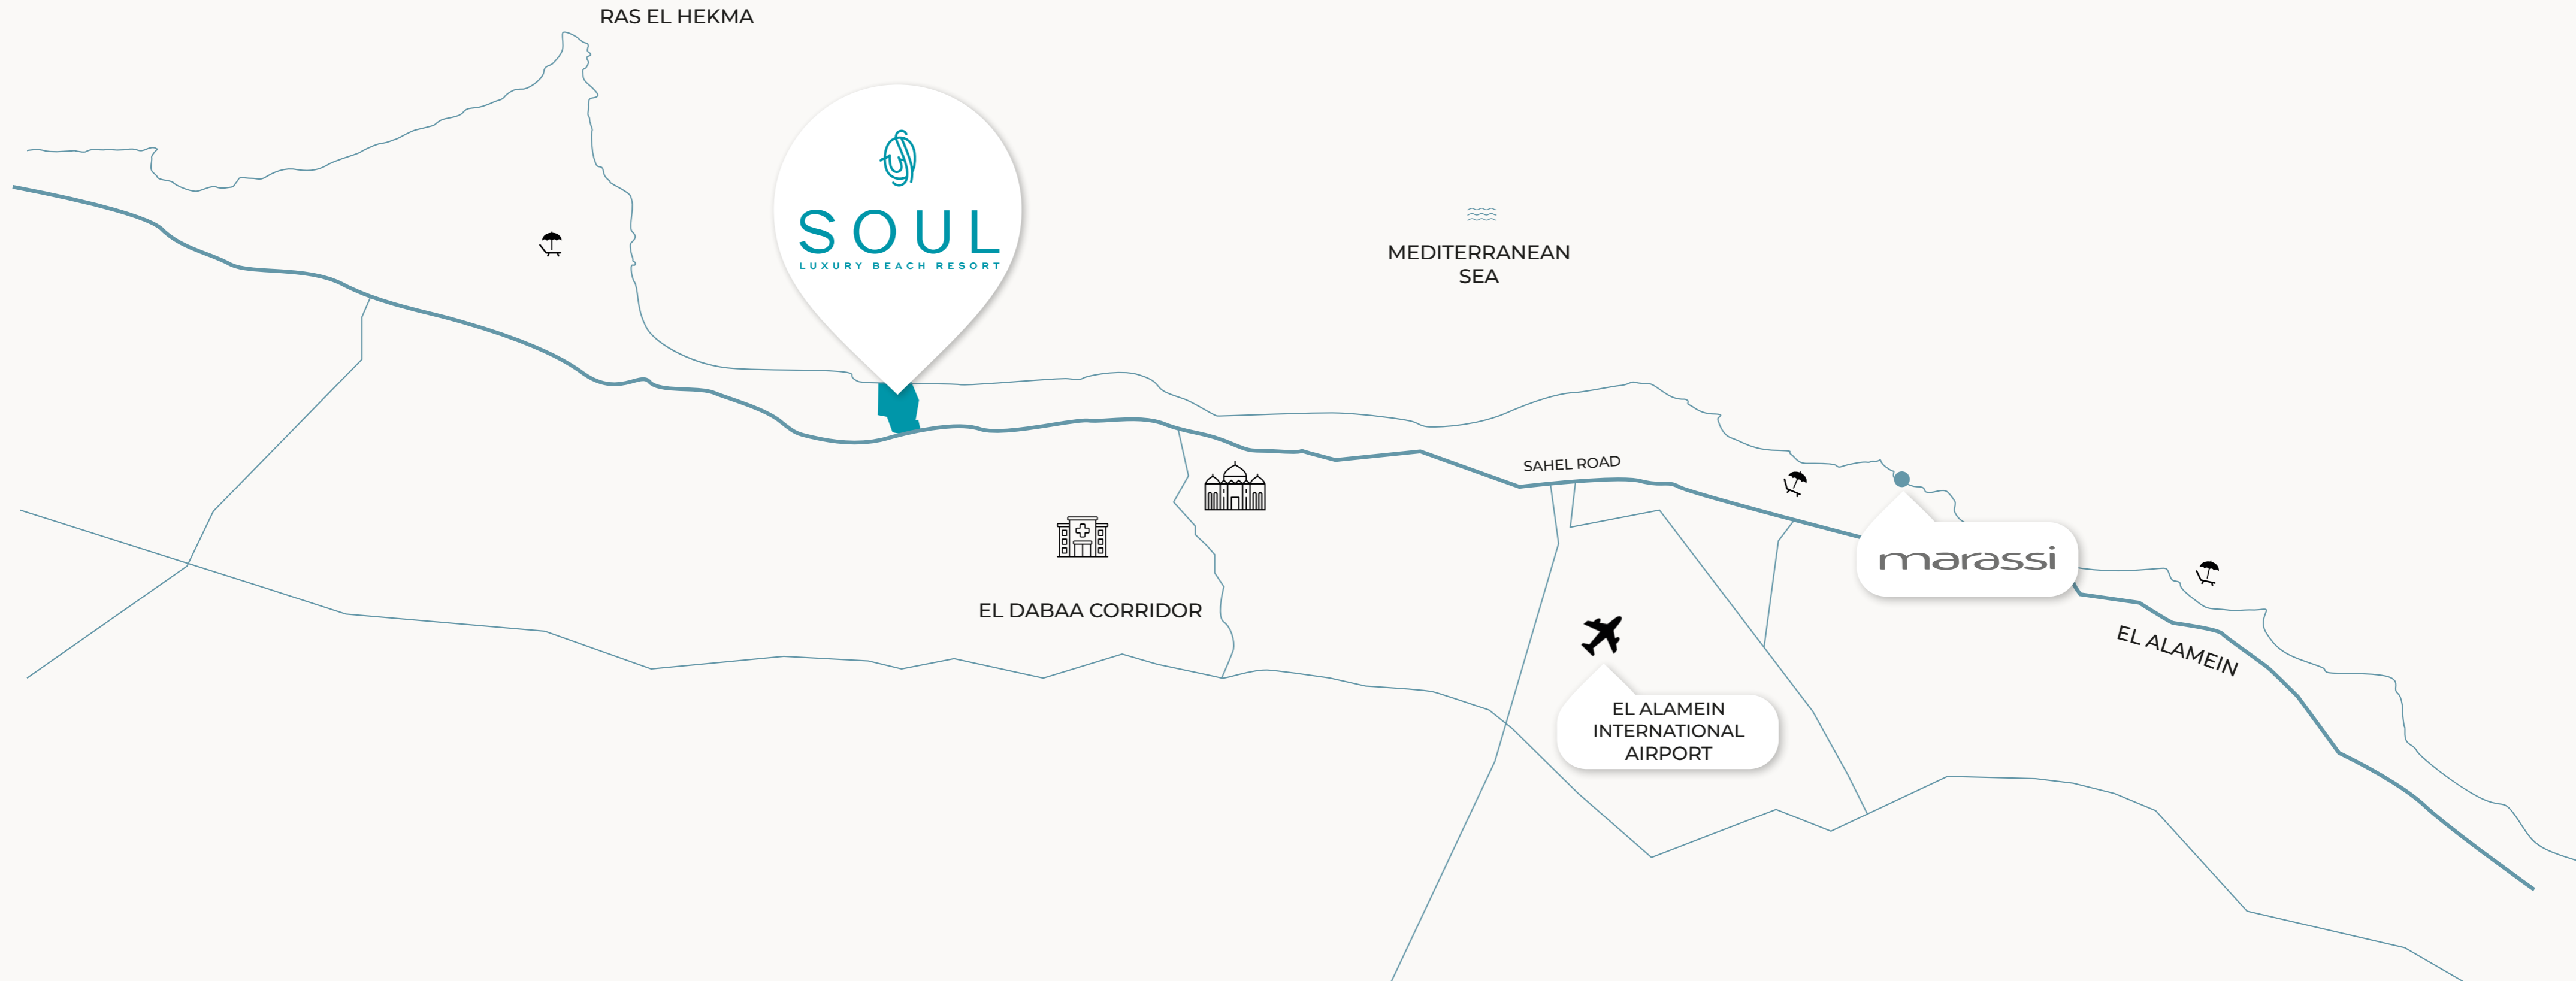 RAS EL HEKMA
SOUL
LUXURY BEACH RESORT
MEDITERRANEAN
SEA
SAHEL ROAD
marassi
EL DABAA CORRIDOR
EL ALAMEIN
EL ALAMEIN
INTERNATIONAL
AIRPORT